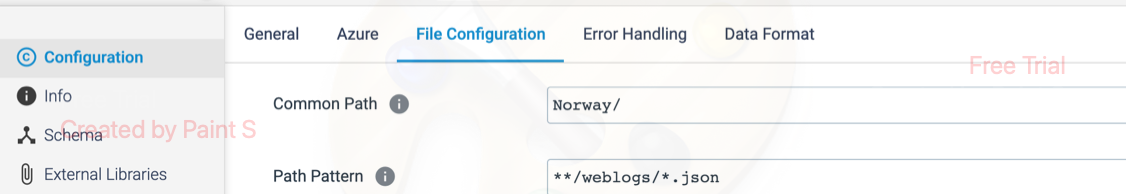 General Azure File Configuration Error Handling Data Format
Configuration
Free Trial
Info
Common Path Norway/
Created by Paint S
Schema
External Libraries
Path Pattern **/weblogs/*.json